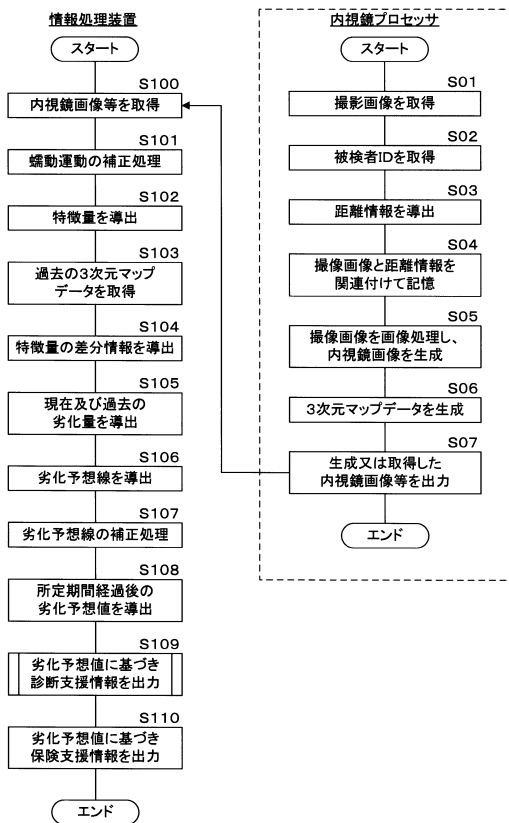 情報処理装置
スタート
S100
内視鏡画像等を取得
S101
蠕動運動の補正処理
S102
特徴量を導出
S103
過去の3次元マップ
データを取得
S104
特徴量の差分情報を導出
S105
現在及び過去の
劣化量を導出
S106
劣化予想線を導出
S107
劣化予想線の補正処理
S108
所定期間経過後の
劣化予想値を導出
S109
劣化予想値に基づき
診断支援情報を出力
S110
劣化予想値に基づき
保険支援情報を出力
エンド
内視鏡プロセッサ
スタート
S01
撮影画像を取得
S02
被検者IDを取得
S03
距離情報を導出
S04
撮像画像と距離情報を
関連付けて記憶
S05
撮像画像を画像処理し、
内視鏡画像を生成
S06
3次元マップデータを生成
S07
生成又は取得した
内視鏡画像等を出力
エンド